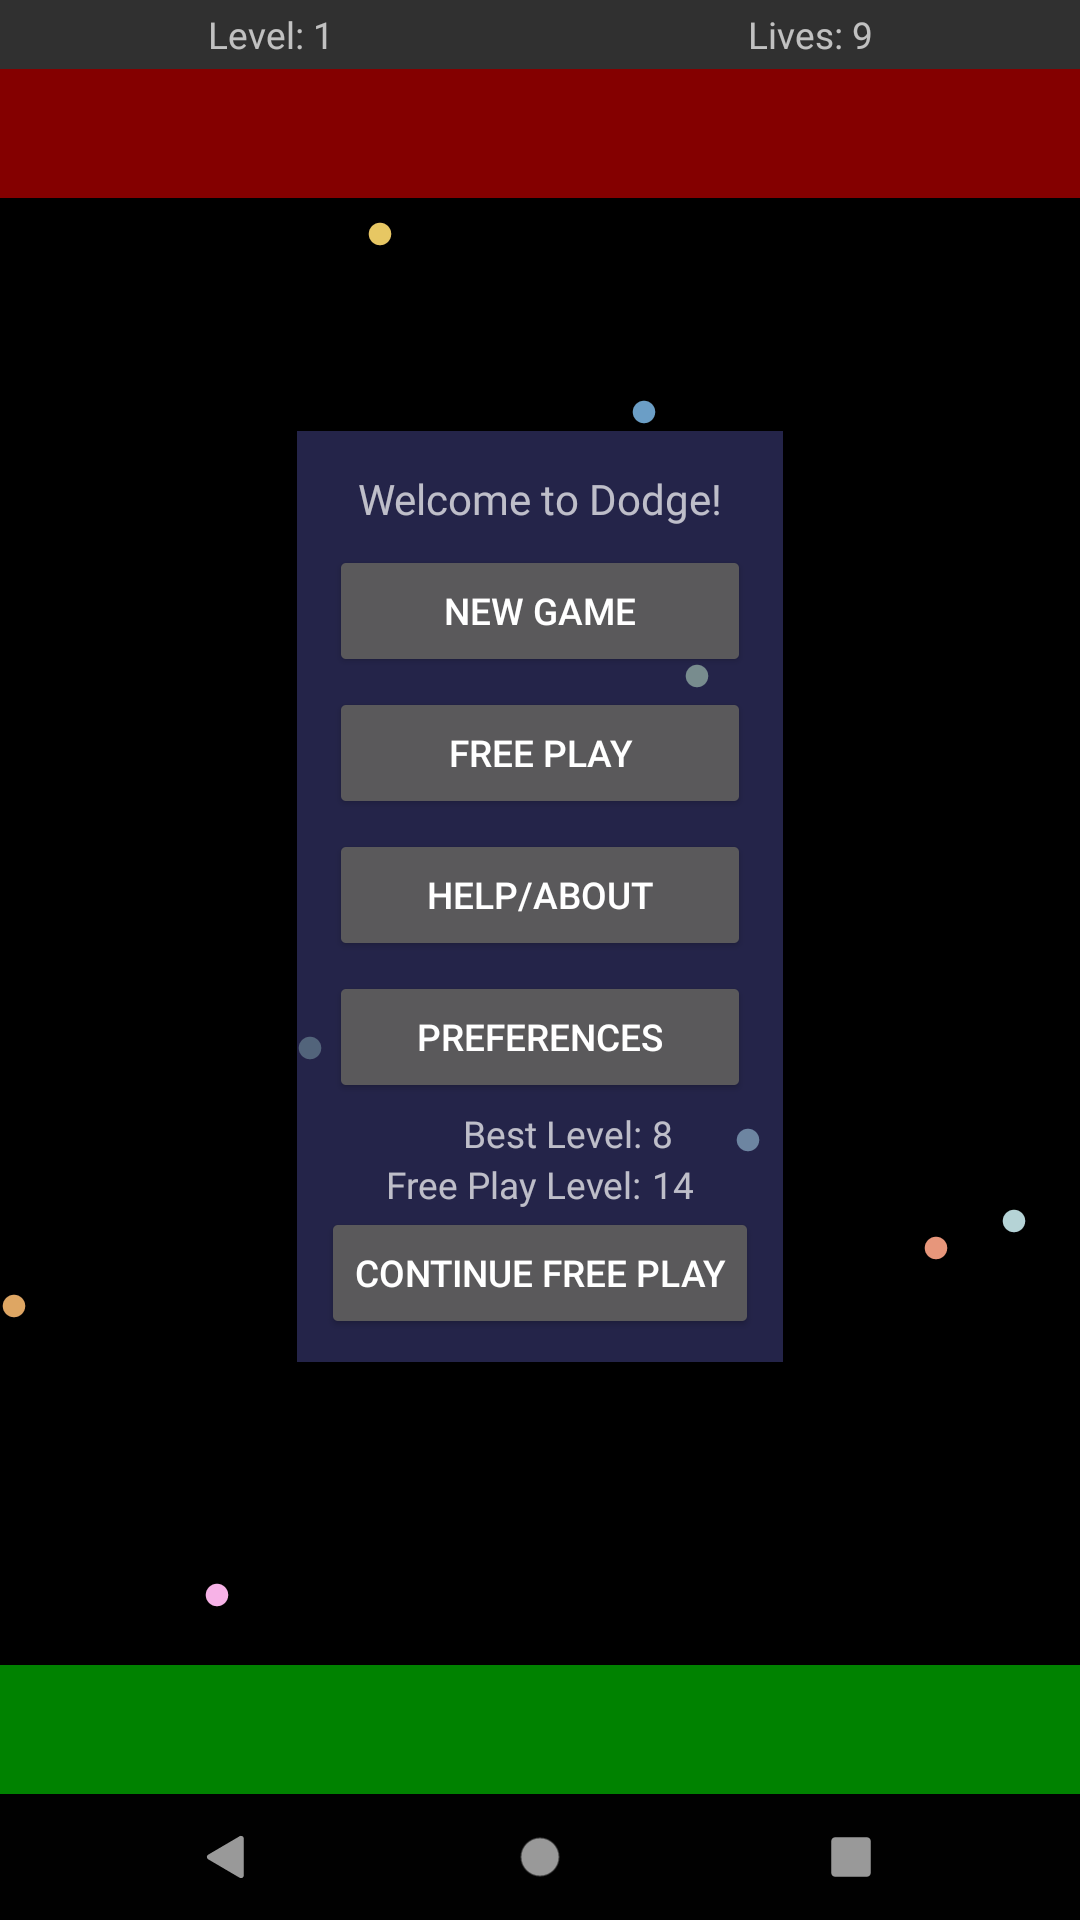 Level: 1
Lives: 9
Welcome to Dodge!
NEW GAME
FREE PLAY
HELP/ABOUT
PREFERENCES
Best Level: 8
Free Play Level: 14
CONTINUE FREE PLAY